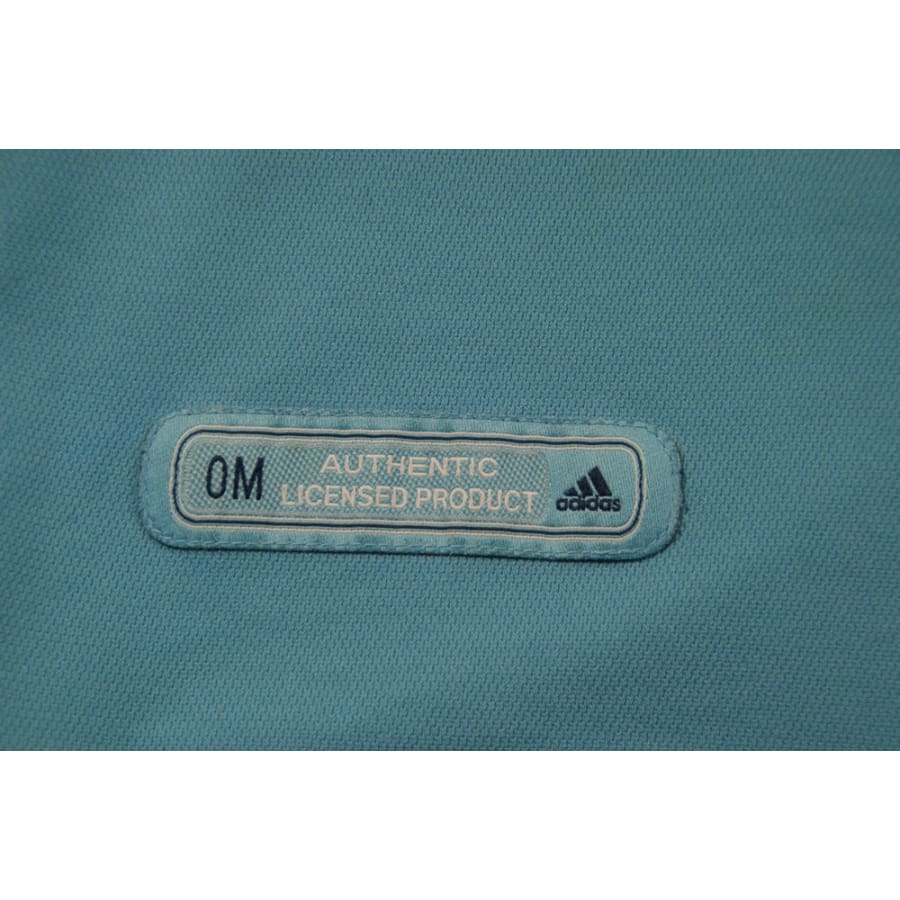 OM
AUTHENTIC
LICENSED PRODUCT
adidas